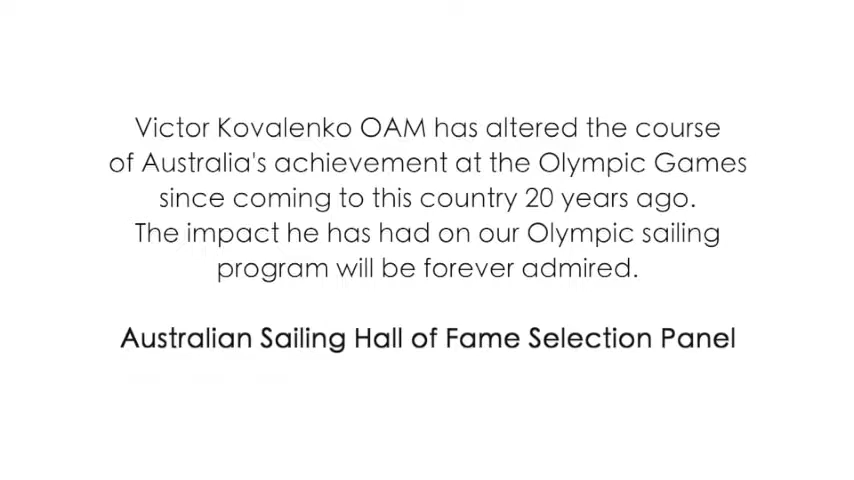 Victor Kovalenko OAM has altered the course
of Australia's achievement at the Olympic Games
since coming to this country 20 years ago.
The impact he has had on our Olympic sailing
program will be forever admired.
Australian Sailing Hall of Fame Selection Panel